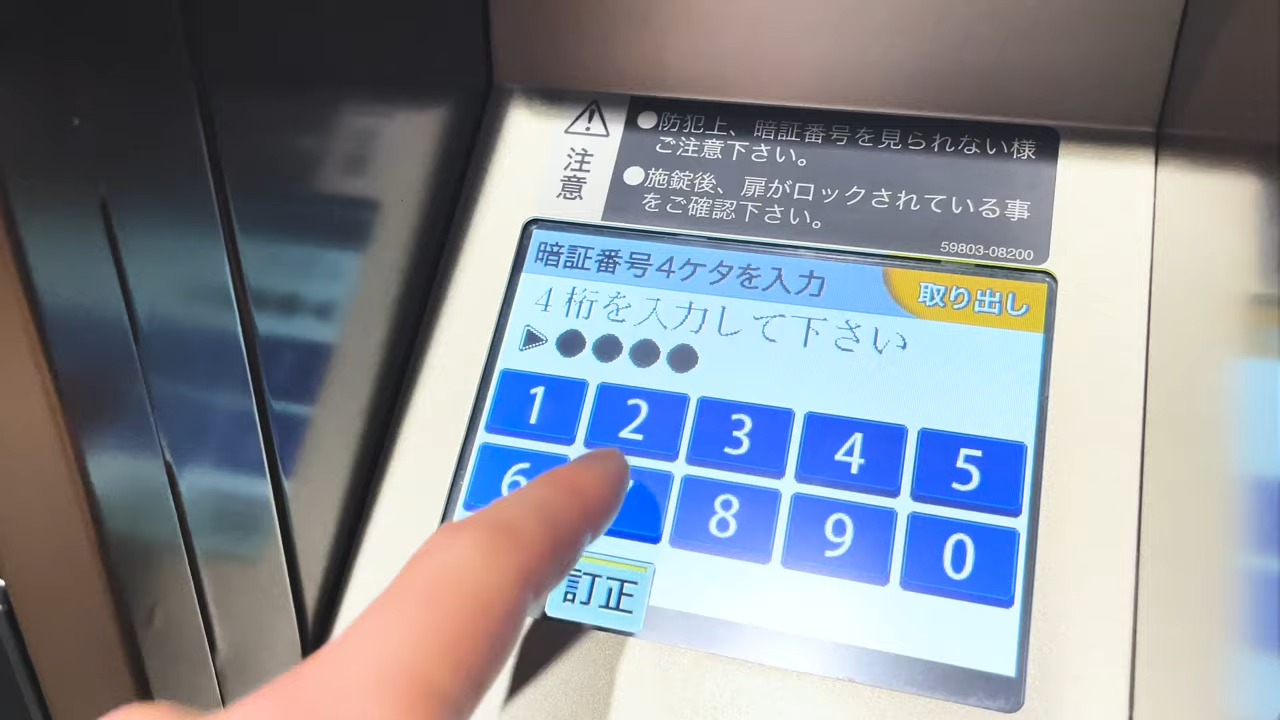 注意
●防犯上、暗証番号を見られない様
ご注意下さい。
●施錠後、扉がロックされている事
をご確認下さい。
59803-08200
暗証番号4ケタを入力
取り出し
4桁を入力して下さい
▶●●●●
1 2 3 4 5
6 8 9 0
訂正